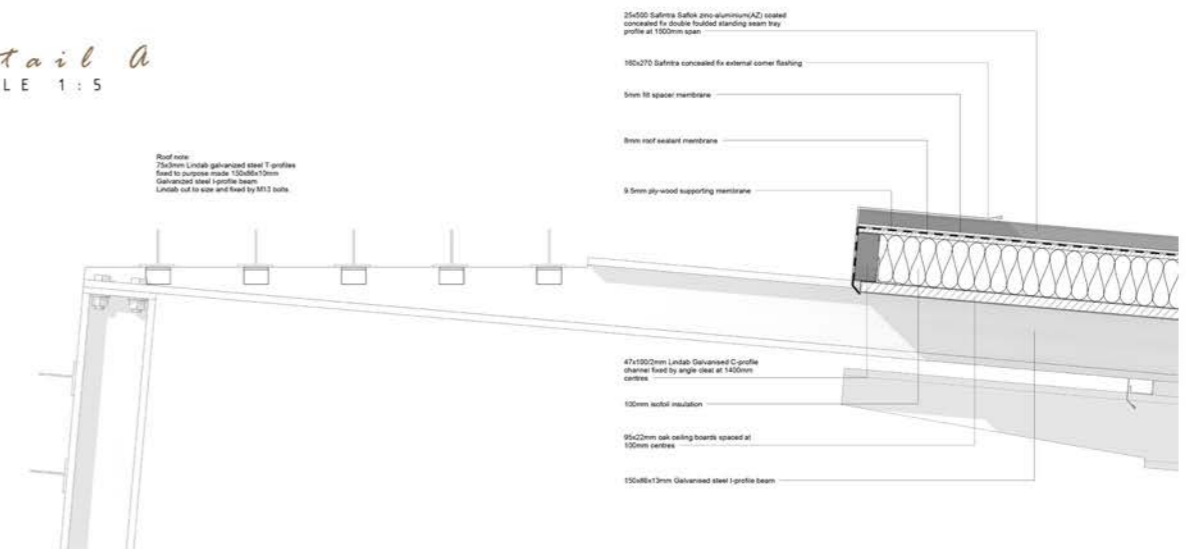 tail A
LE 1:5
25x500 Safintra Saflok zinc-aluminium(AZ) coated
concealed fix double foulded standing seam tray
profile at 1500mm span
160x270 Safintra concealed fix external corner flashing
5mm filt spacer membrane
8mm roof sealant membrane
9.5mm ply-wood supporting membrane
Roof note:
75x3mm Lindab galvanized steel T-profiles
fixed to purpose made 150x86x10mm
Galvanized steel I-profile beam
Lindab cut to size and fixed by M12 bolts.
47x100/2mm Lindab Galvanised C-profile
channel fixed by angle cleat at 1400mm
centres
100mm isofoil insulation
95x22mm oak ceiling boards spaced at
100mm centres
150x86x13mm Galvanised steel I-profile beam